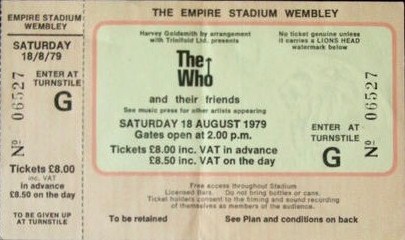 EMPIRE STADIUM
WEMBLEY
SATURDAY
18/8/79
ENTER AT
TURNSTILE
G
No 06527
Tickets £8.00
inc. VAT
in advance
£8.50 on the day
TO BE GIVEN UP
AT TURNSTILE
THE EMPIRE STADIUM WEMBLEY
Harvey Goldsmith by arrangement
with Trinifold Ltd. presents
No ticket genuine unless
it carries a LIONS HEAD
watermark below
The
Who
and their friends
See music press for other artists appearing
SATURDAY 18 AUGUST 1979
Gates open at 2.00 p.m.
Tickets £8.00 inc. VAT in advance
£8.50 inc. VAT on the day
ENTER AT
TURNSTILE
G
No 06527
Free access throughout Stadium
Licensed Bars. Do not bring bottles or cans.
Ticket holders consent to the filming and sound recording
of themselves as members of the audience.
To be retained
See Plan and conditions on back